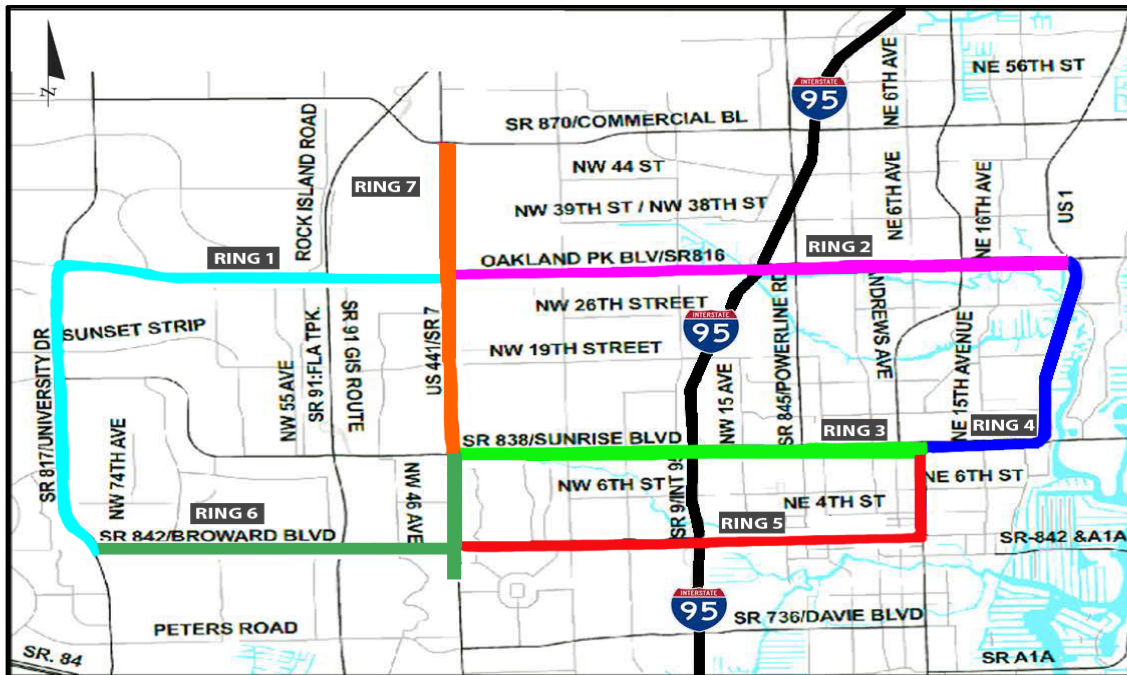 NE 56TH ST
INTERSTATE
95
NE 6TH AVE
SR 870/COMMERCIAL BL
ROCK ISLAND ROAD
NW 44 ST
RING 7
NE 6TH AVE
NE 16TH AVE
US1
NW 39TH ST / NW 38TH ST
RING 1
OAKLAND PK BLV/SR816
RING 2
NW 26TH STREET
INTERSTATE
95
SUNSET STRIP
NW 19TH STREET
US 441/SR7
SR 91 GIS ROUTE
SR 91:FLA TPK.
NW 55 AVE
NW 15 AVE
SR 845/POWERLINE RD
ANDREWS AVE
NE 15TH AVENUE
SR 817/UNIVERSITY DR
NW 74TH AVE
SR 838/SUNRISE BLVD
RING 3
RING 4
NW 46 AVE
NW 6TH ST
SR 9/INT 95
NE 4TH ST
NE 6TH ST
RING 6
RING 5
SR 842/BROWARD BLVD
SR-842 &A1A
INTERSTATE
95
SR 736/DAVIE BLVD
PETERS ROAD
SR. 84
SR A1A